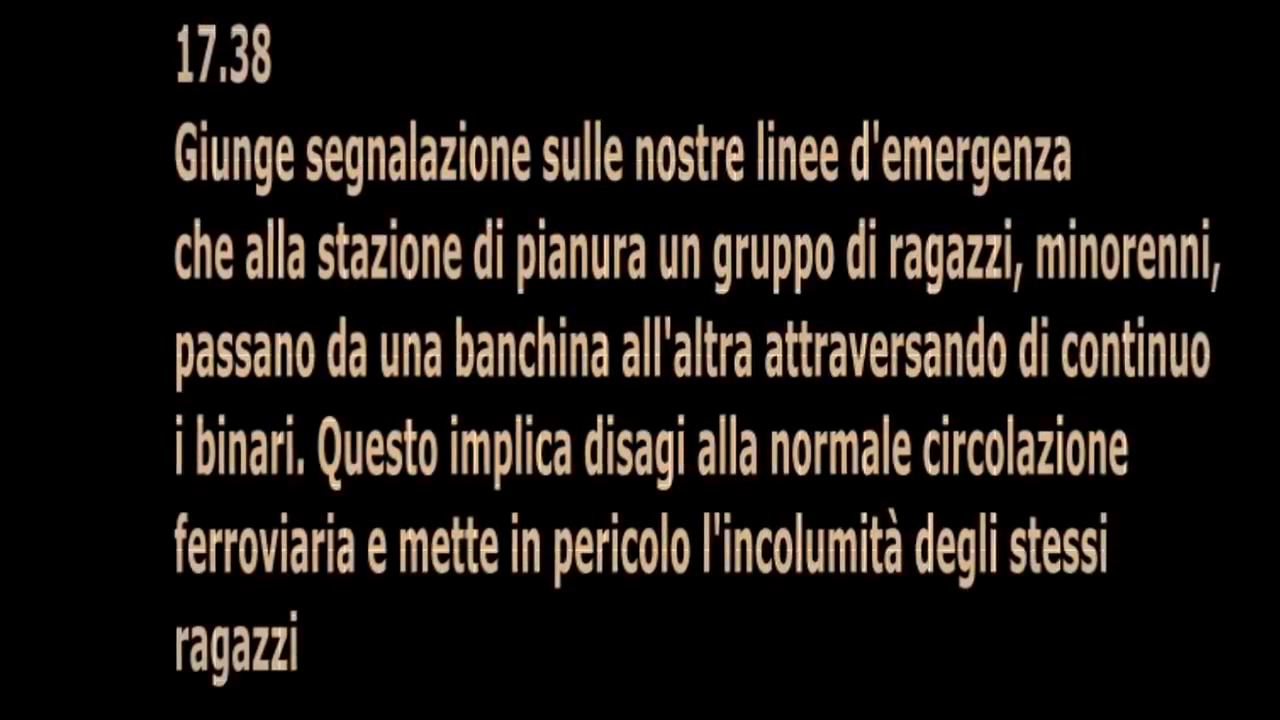 17.38
Giunge segnalazione sulle nostre linee d'emergenza
che alla stazione di pianura un gruppo di ragazzi, minorenni,
passano da una banchina all'altra attraversando di continuo
i binari. Questo implica disagi alla normale circolazione
ferroviaria e mette in pericolo l'incolumità degli stessi
ragazzi